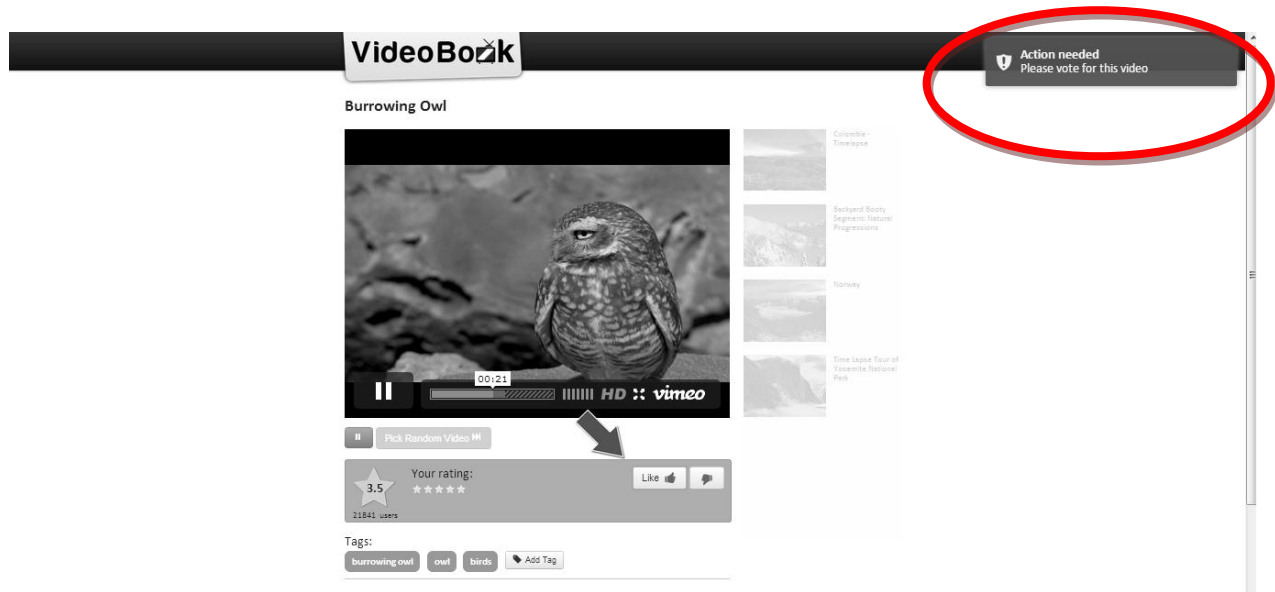 VideoBook
Action needed
Please vote for this video
Burrowing Owl
Colombia -
Timelapse
Backyard Booty
Segment: Natural
Progressions
Norway
Time Lapse Tour of
Yosemite National
Park
00:21
HD vimeo
Pick Random Video
Your rating:
Like
3.5
21841 users
Tags:
burrowing owl owl birds Add Tag